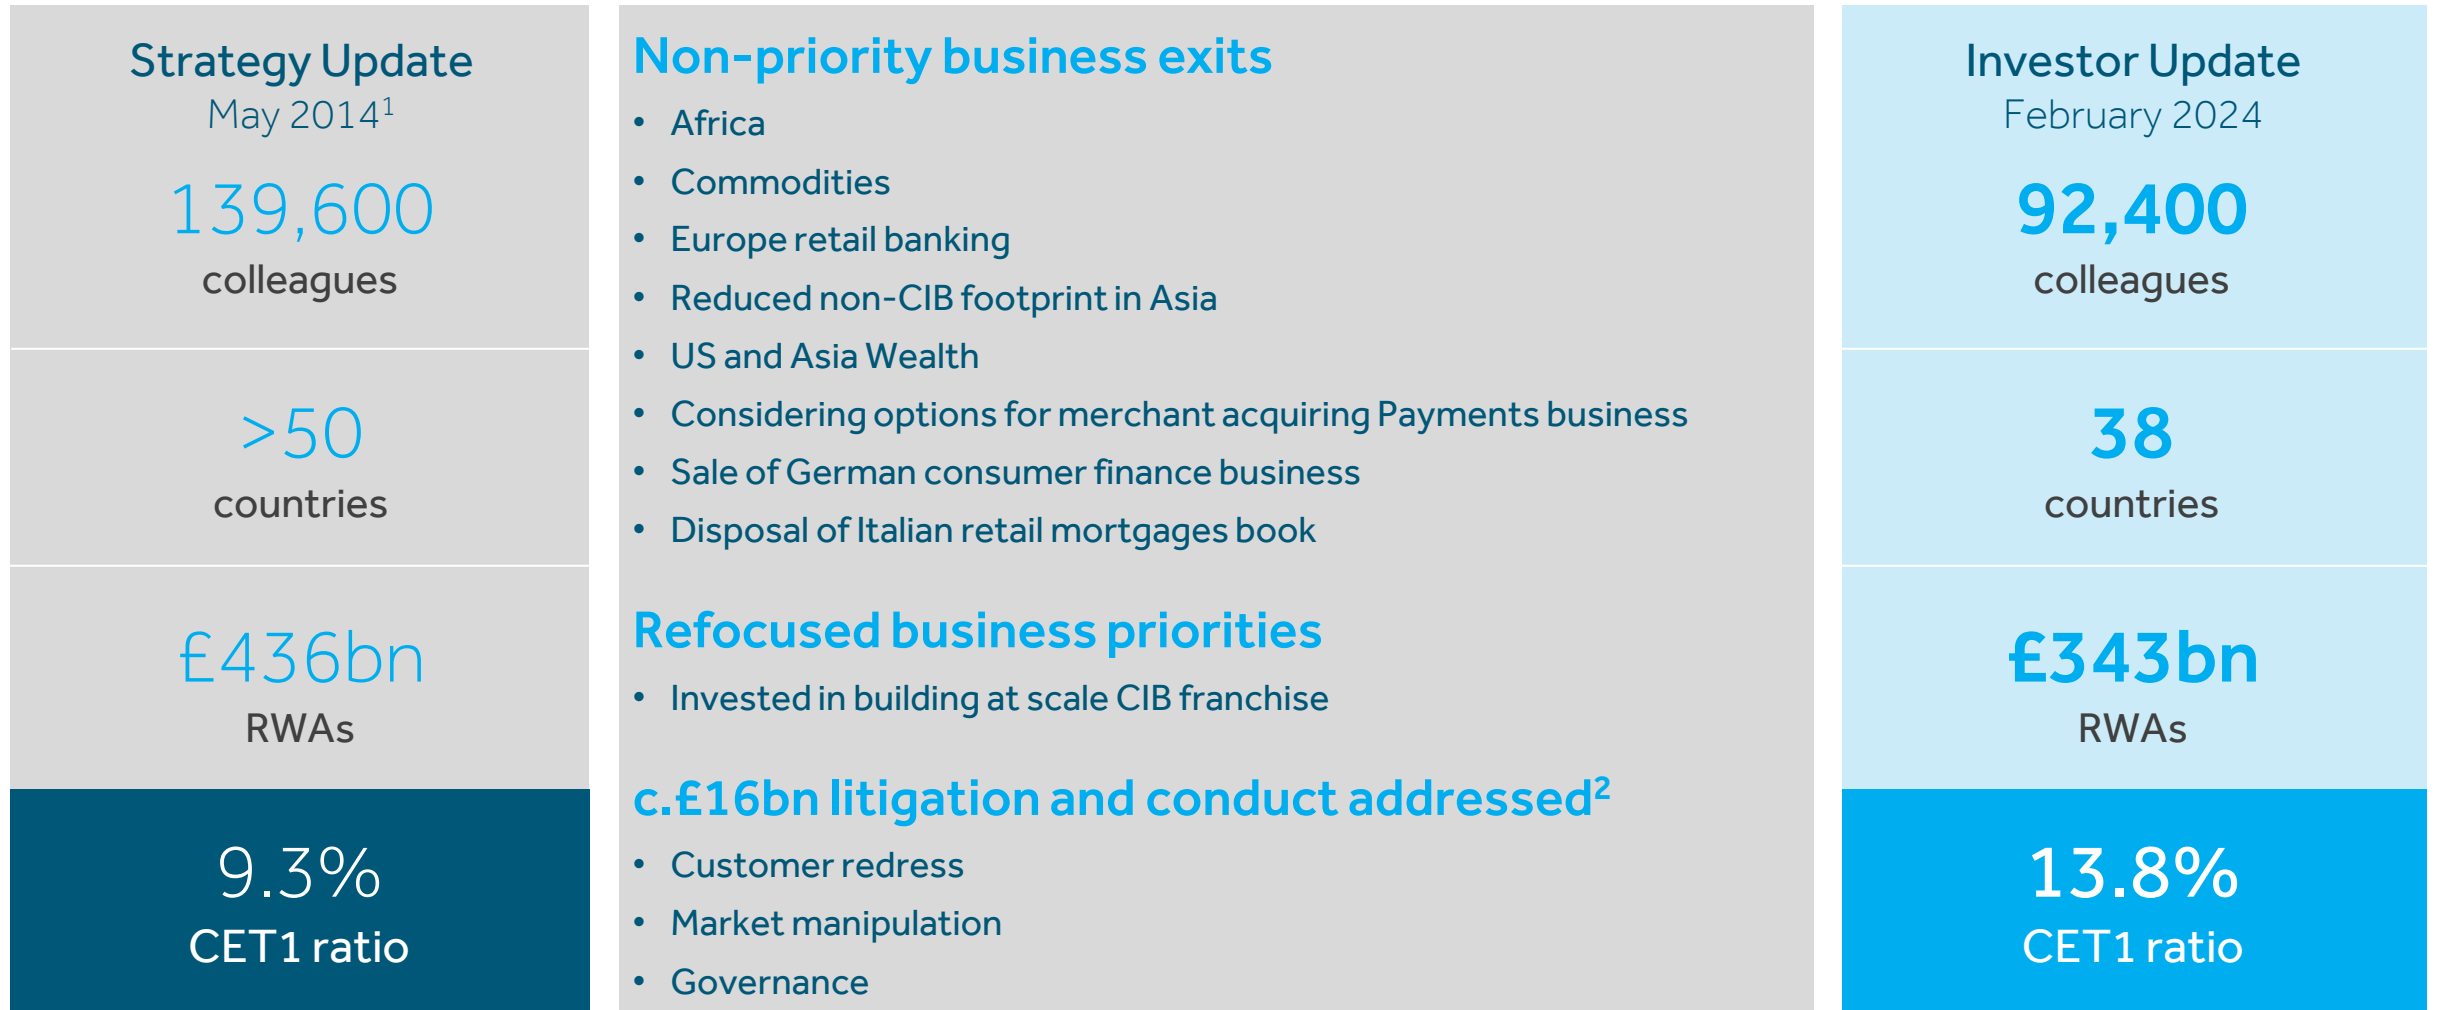 Strategy Update
May 2014¹
139,600
colleagues
>50
countries
£436bn
RWAs
9.3%
CET1 ratio
Non-priority business exits
• Africa
• Commodities
• Europe retail banking
• Reduced non-CIB footprint in Asia
• US and Asia Wealth
• Considering options for merchant acquiring Payments business
• Sale of German consumer finance business
• Disposal of Italian retail mortgages book
Refocused business priorities
• Invested in building at scale CIB franchise
c.£16bn litigation and conduct addressed²
• Customer redress
• Market manipulation
• Governance
Investor Update
February 2024
92,400
colleagues
38
countries
£343bn
RWAs
13.8%
CET1 ratio